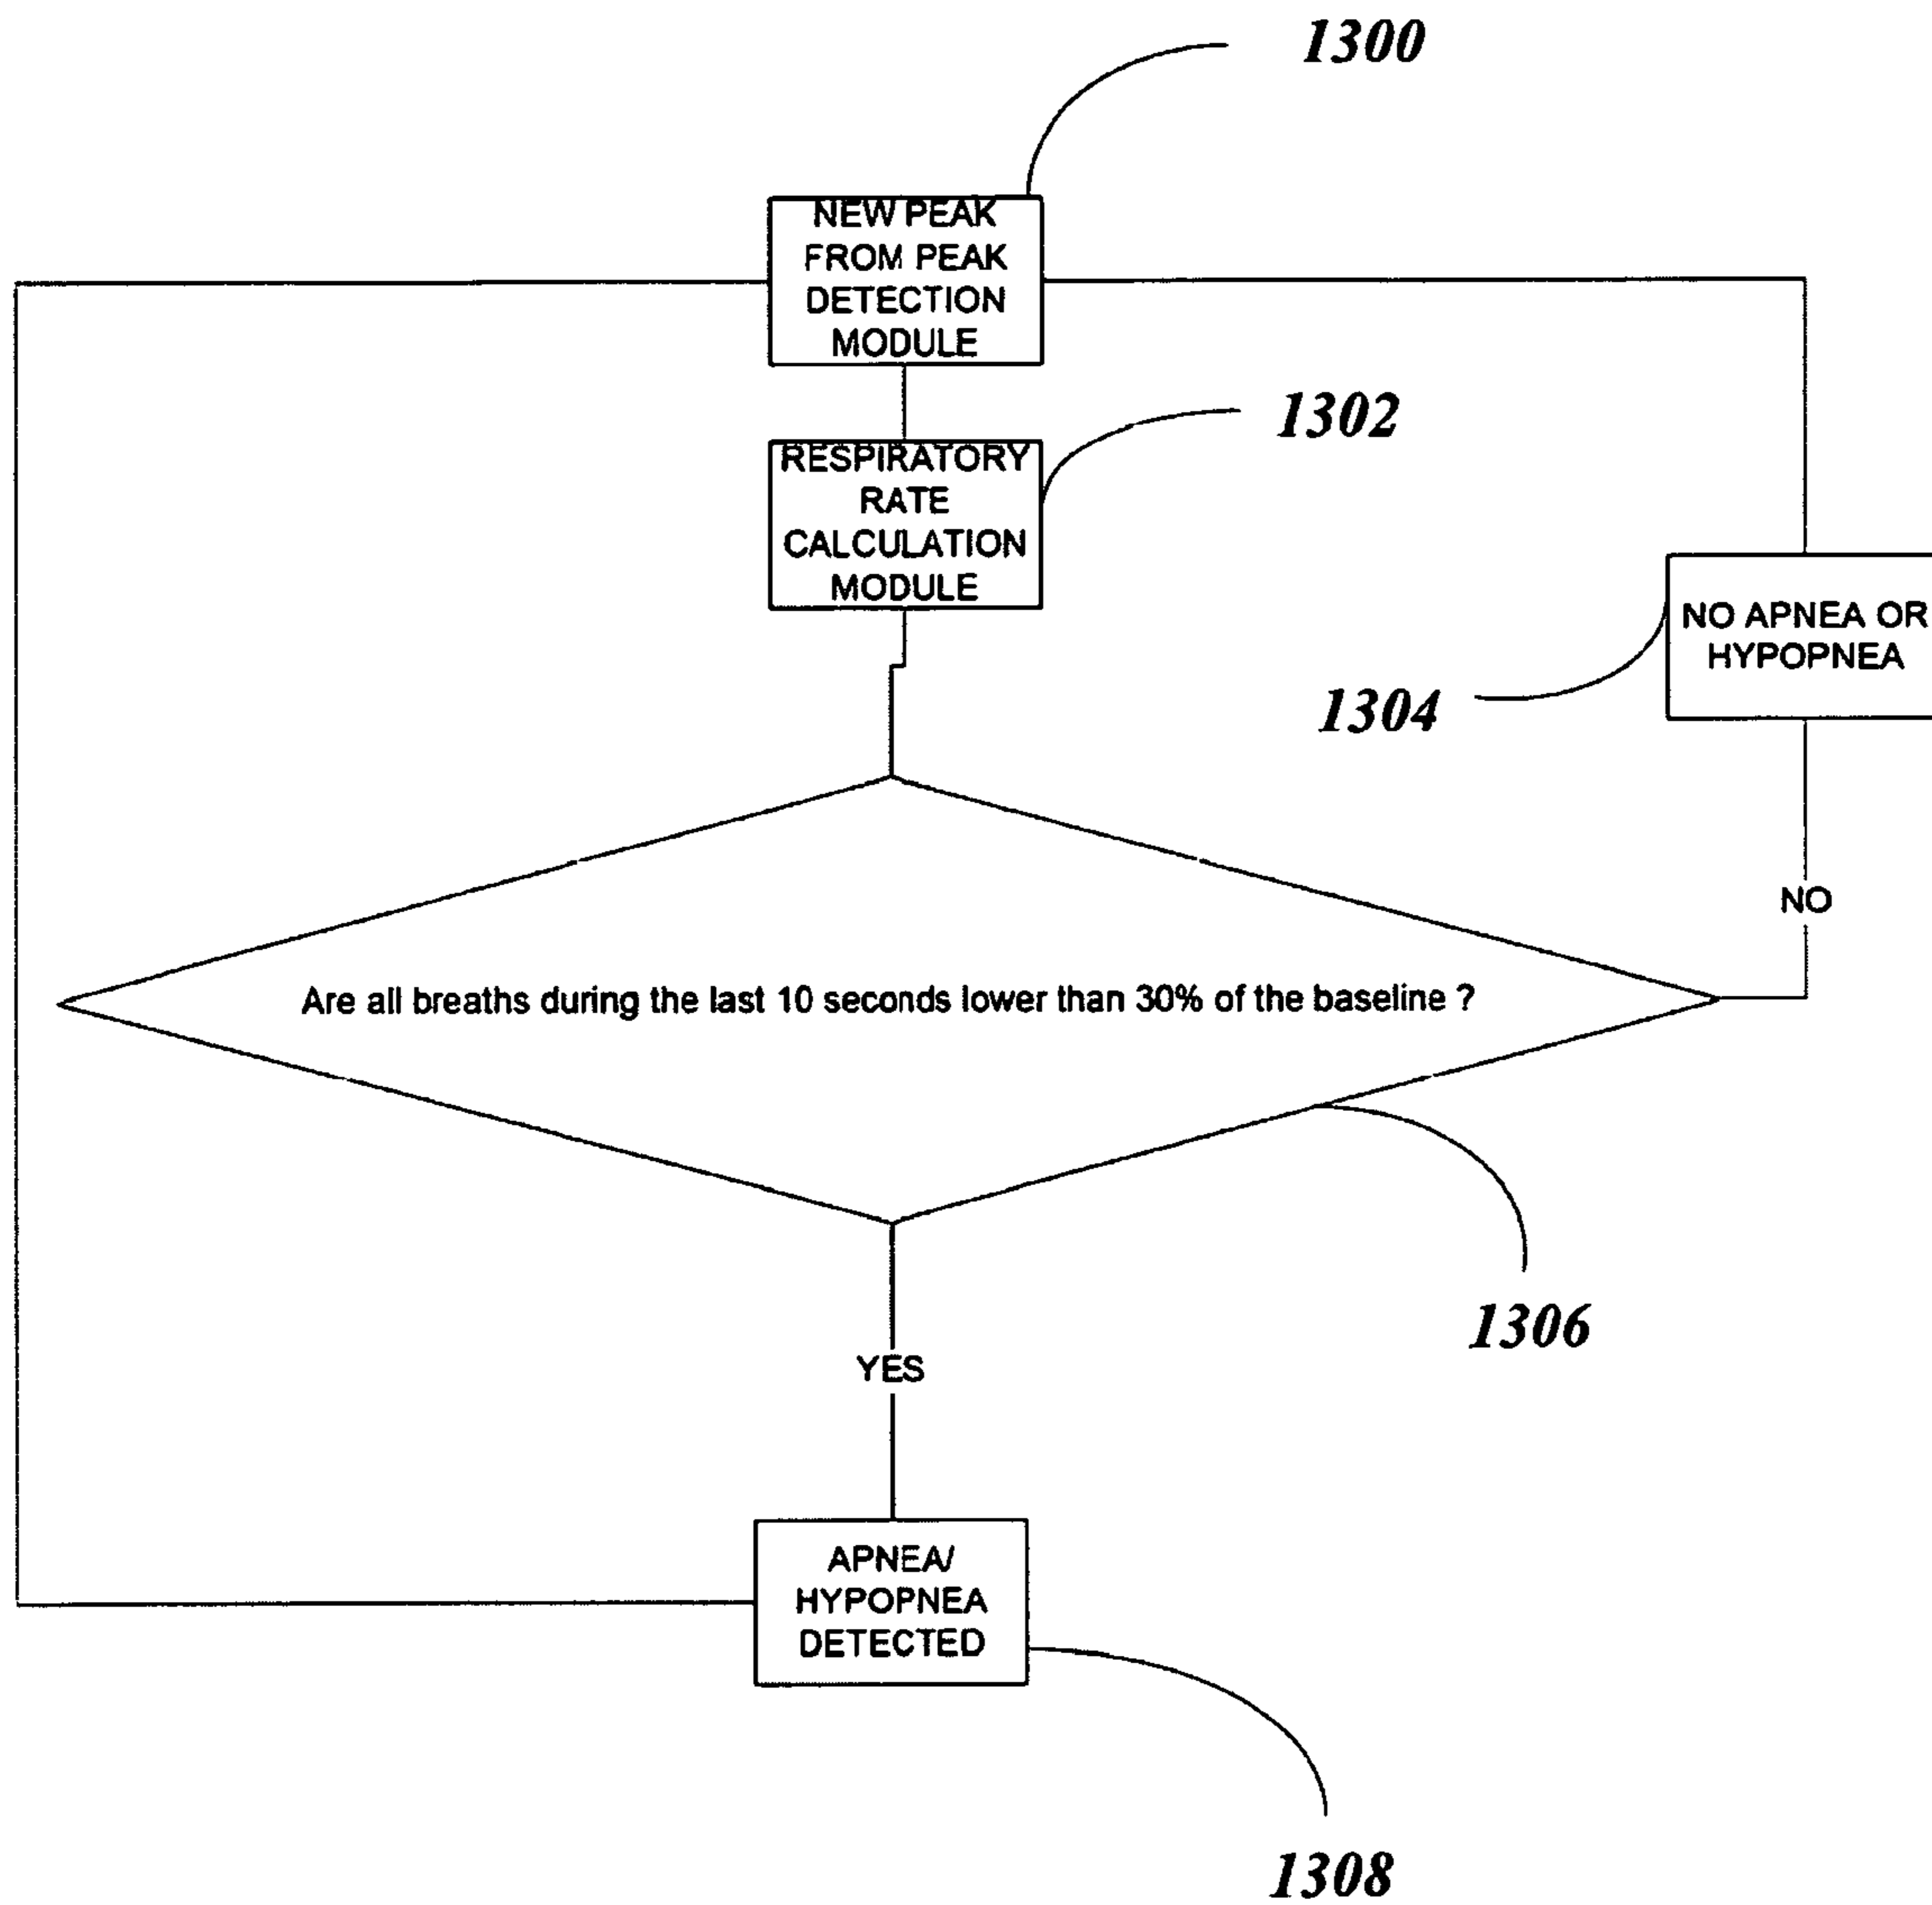 1300
NEW PEAK
FROM PEAK
DETECTION
MODULE
1302
RESPIRATORY
RATE
CALCULATION
MODULE
NO APNEA OR
HYPOPNEA
1304
NO
Are all breaths during the last 10 seconds lower than 30% of the baseline ?
1306
YES
APNEA/
HYPOPNEA
DETECTED
1308